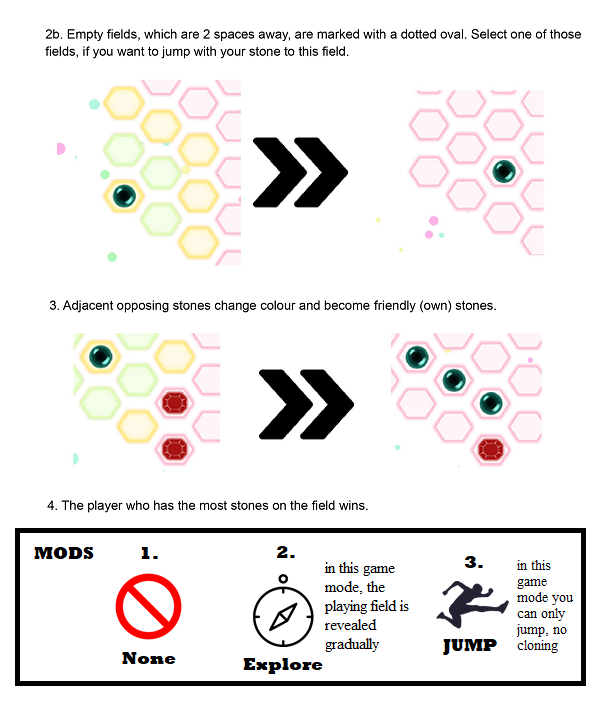 2b. Empty fields, which are 2 spaces away, are marked with a dotted oval. Select one of those
fields, if you want to jump with your stone to this field.
3. Adjacent opposing stones change colour and become friendly (own) stones.
4. The player who has the most stones on the field wins.
MODS
1.
None
2.
Explore
in this game
mode, the
playing field is
revealed
gradually
3.
JUMP
in this
game
mode you
can only
jump, no
cloning